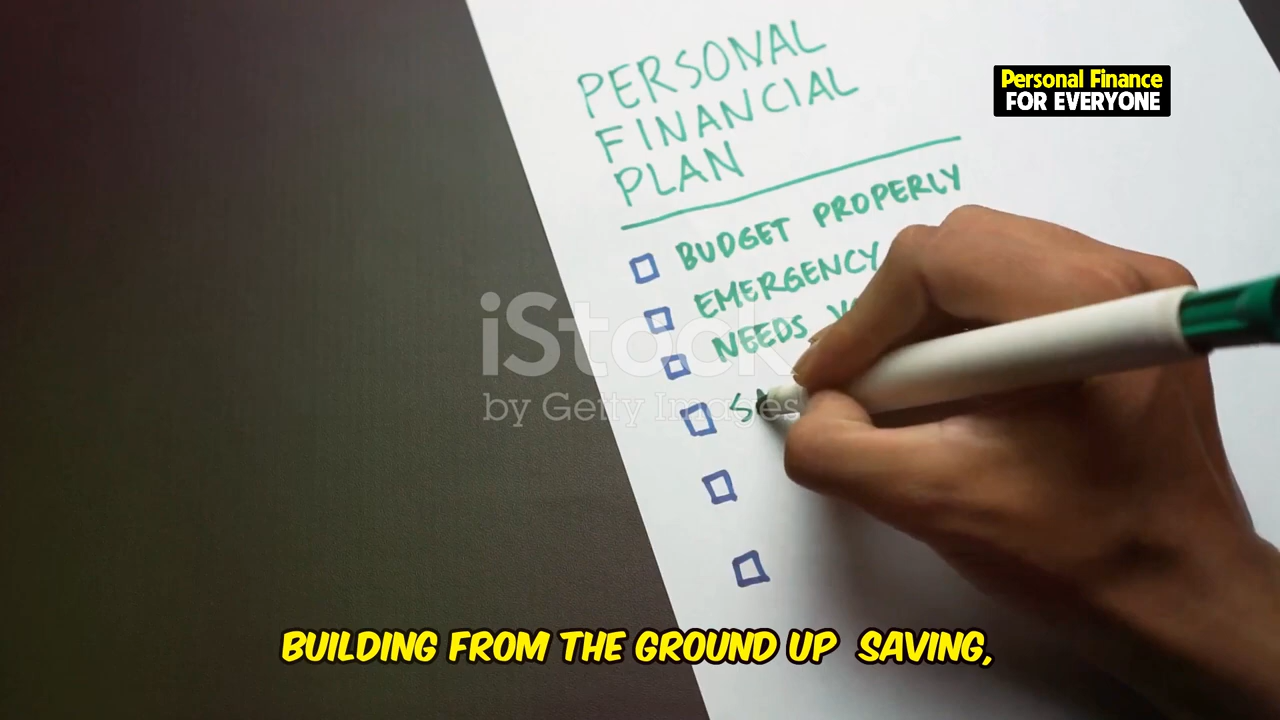 PERSONAL
FINANCIAL
PLAN
Personal Finance
FOR EVERYONE
BUDGET PROPERLY
EMERGENCY
NEEDS
iStock
by Getty Images
BUILDING FROM THE GROUND UP SAVING,